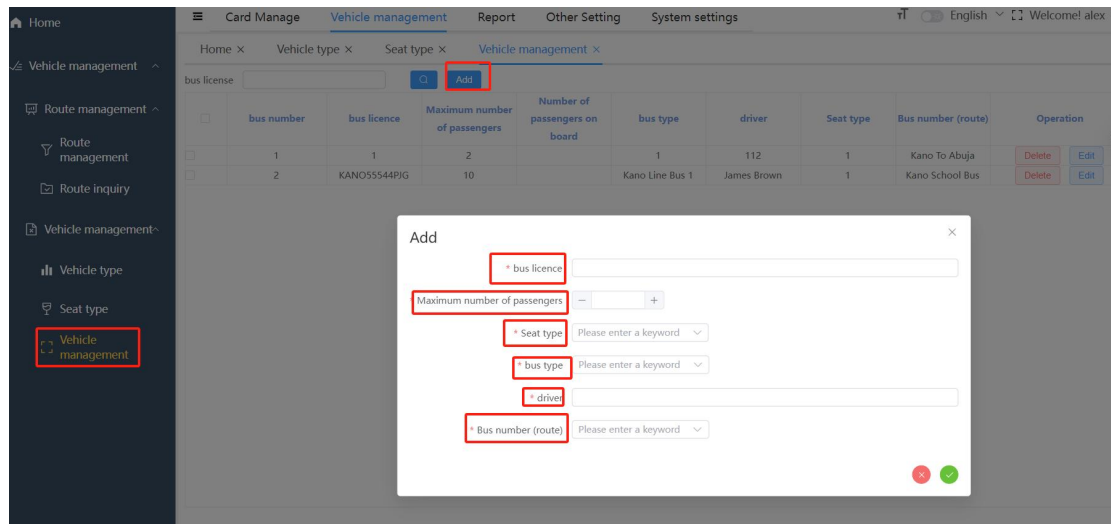 Home
Card Manage Vehicle management Report Other Setting System settings
English Welcome! alex
Home × Vehicle type × Seat type × Vehicle management ×
Vehicle management
bus license Add
Route management
Route management
Route inquiry
Vehicle management
Vehicle type
Seat type
Vehicle management
bus number bus licence Maximum number of passengers Number of passengers on board bus type driver Seat type Bus number (route) Operation
1 1 2 1 112 1 Kano To Abuja Delete Edit
2 KANO55544PJG 10 Kano Line Bus 1 James Brown 1 Kano School Bus Delete Edit
Add
* bus licence
* Maximum number of passengers − +
* Seat type Please enter a keyword
* bus type Please enter a keyword
* driver
* Bus number (route) Please enter a keyword